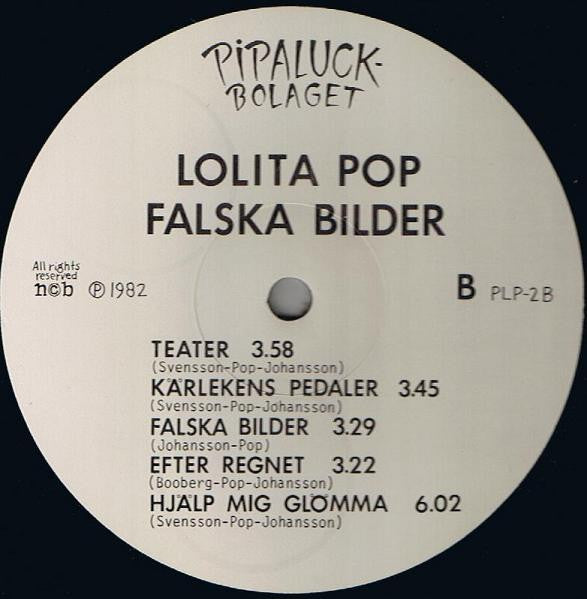 PiPALUCK-
BOLAGET
LOLITA POP
FALSKA BILDER
All rights
reserved
n©b ℗ 1982
B PLP-2B
TEATER 3.58
(Svensson-Pop-Johansson)
KÄRLEKENS PEDALER 3.45
(Svensson-Pop-Johansson)
FALSKA BILDER 3.29
(Johansson-Pop)
EFTER REGNET 3.22
(Booberg-Pop-Johansson)
HJÄLP MIG GLÖMMA 6.02
(Svensson-Pop-Johansson)